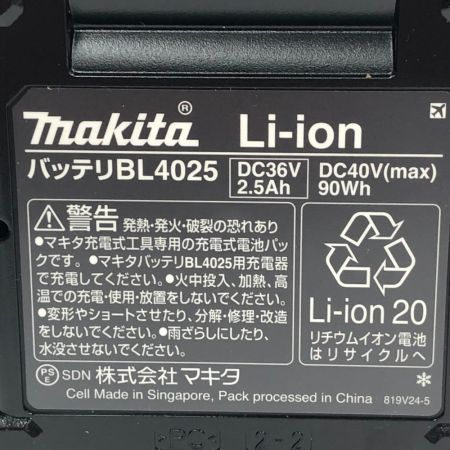 makita® Li-ion
バッテリBL4025 DC36V 2.5Ah DC40V(max) 90Wh
警告 発熱・発火・破裂の恐れあり
●マキタ充電式工具専用の充電式電池パッ
クです。●マキタバッテリBL4025用充電器
で充電してください。●火中投入、加熱、高
温での充電・使用・放置をしないでください。
●変形やショートさせたり、分解・修理・改造
をしないでください。●雨ざらしにしたり、
水没させないでください。
Li-ion 20
リチウムイオン電池
はリサイクルへ
PS E SDN 株式会社マキタ
Cell Made in Singapore, Pack processed in China 819V24-5
>PC< 2-2